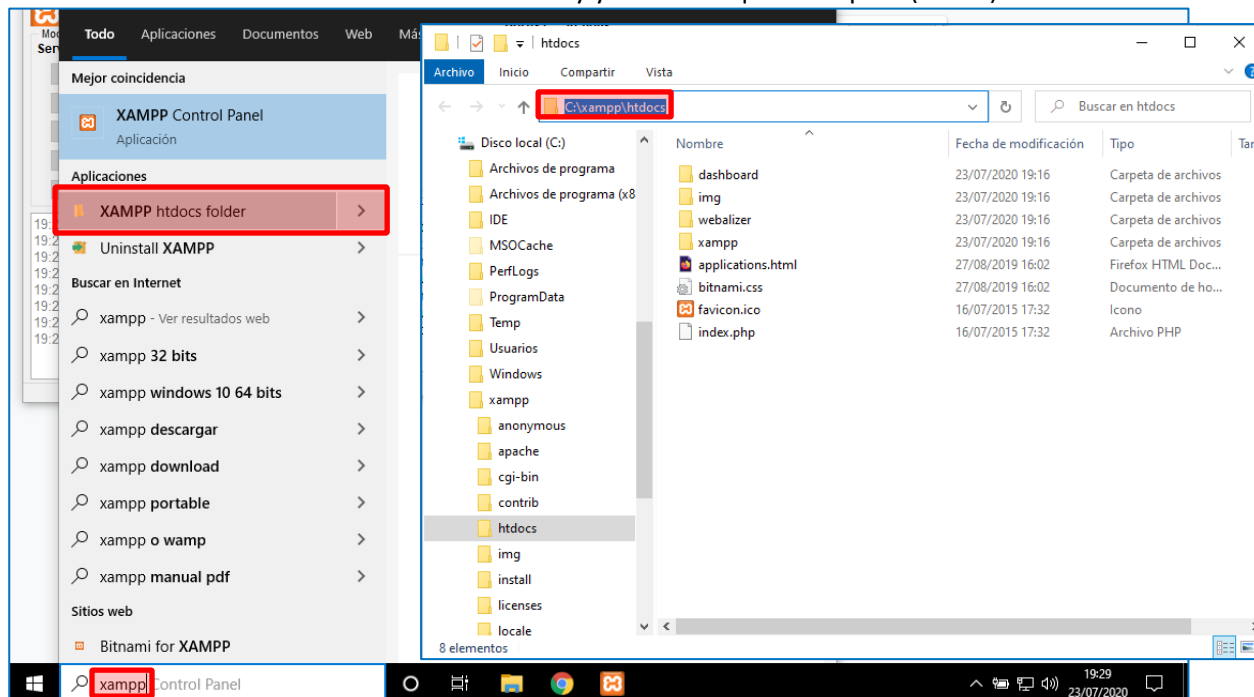 Todo Aplicaciones Documentos Web
Mejor coincidencia
XAMPP Control Panel
Aplicación
Aplicaciones
XAMPP htdocs folder
Uninstall XAMPP
Buscar en Internet
xampp - Ver resultados web
xampp 32 bits
xampp windows 10 64 bits
xampp descargar
xampp download
xampp portable
xampp o wamp
xampp manual pdf
Sitios web
Bitnami for XAMPP
xampp Control Panel
htdocs
Archivo Inicio Compartir Vista
C:\xampp\htdocs
Buscar en htdocs
Disco local (C:)
Archivos de programa
Archivos de programa (x8
IDE
MSOCache
PerfLogs
ProgramData
Temp
Usuarios
Windows
xampp
anonymous
apache
cgi-bin
contrib
htdocs
img
install
licenses
locale
Nombre Fecha de modificación Tipo
dashboard 23/07/2020 19:16 Carpeta de archivos
img 23/07/2020 19:16 Carpeta de archivos
webalizer 23/07/2020 19:16 Carpeta de archivos
xampp 23/07/2020 19:16 Carpeta de archivos
applications.html 27/08/2019 16:02 Firefox HTML Doc...
bitnami.css 27/08/2019 16:02 Documento de ho...
favicon.ico 16/07/2015 17:32 Icono
index.php 16/07/2015 17:32 Archivo PHP
8 elementos
19:29
23/07/2020